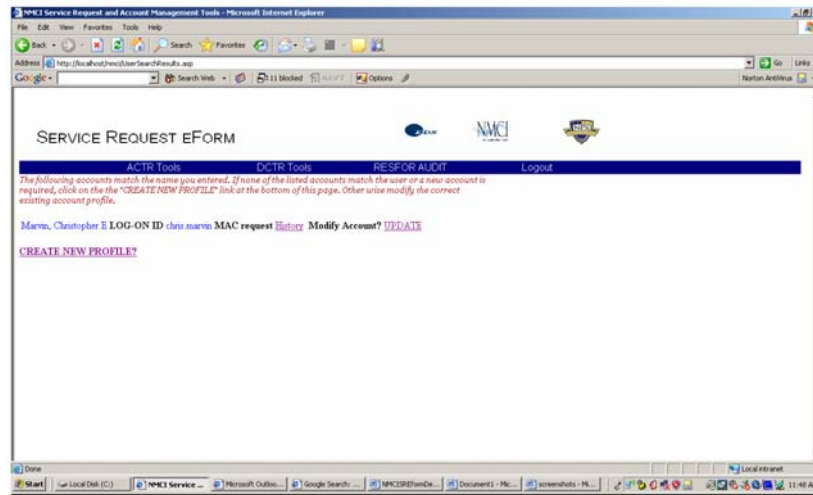 NMCI Service Request and Account Management Tools - Microsoft Internet Explorer
File Edit View Favorites Tools Help
Back Search Favorites
Address http://localhost/nmci/UserSearchResults.asp Go Links
Google Search Web 11 blocked Options Norton AntiVirus
SERVICE REQUEST EFORM NMCI
ACTR Tools DCTR Tools RESFOR AUDIT Logout
The following accounts match the name you entered. If none of the listed accounts match the user or a new account is
required, click on the the "CREATE NEW PROFILE" link at the bottom of this page. Other wise modify the correct
existing account profile.
Marvin, Christopher E LOG-ON ID chris marvin MAC request History Modify Account? UPDATE
CREATE NEW PROFILE?
Done Local intranet
Start Local Disk (C:) NMCI Service ... Microsoft Outloo... Google Search: ... NMCISREformDe... Document1 - Mic... screenshots - Mi... 11:48 A